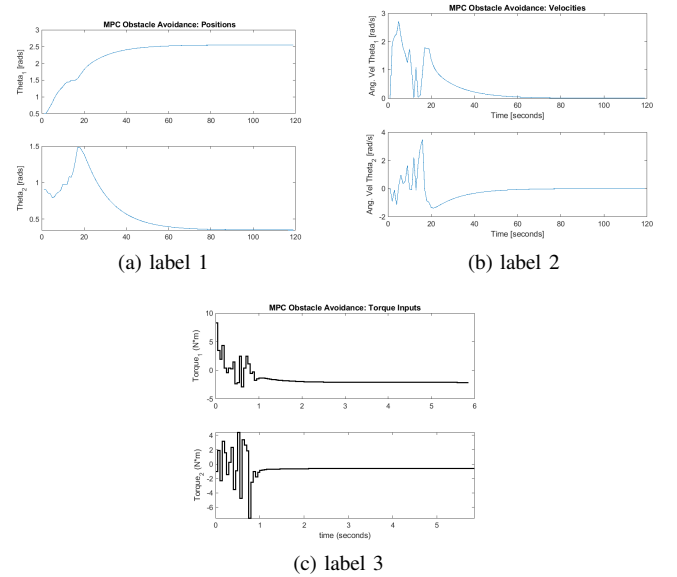 MPC Obstacle Avoidance: Positions
Theta1 [rads]
3
2.5
2
1.5
1
0.5
0 20 40 60 80 100 120
Theta2 [rads]
1.5
1
0.5
0 20 40 60 80 100 120
(a) label 1
MPC Obstacle Avoidance: Velocities
Ang. Vel Theta1 [rad/s]
3
2
1
0
0 20 40 60 80 100 120
Time [seconds]
Ang. Vel Theta2 [rad/s]
4
2
0
-2
0 20 40 60 80 100 120
Time [seconds]
(b) label 2
MPC Obstacle Avoidance: Torque Inputs
Torque1 (N*m)
10
5
0
-5
0 1 2 3 4 5 6
Torque2 (N*m)
4
2
0
-2
-4
-6
0 1 2 3 4 5
time (seconds)
(c) label 3